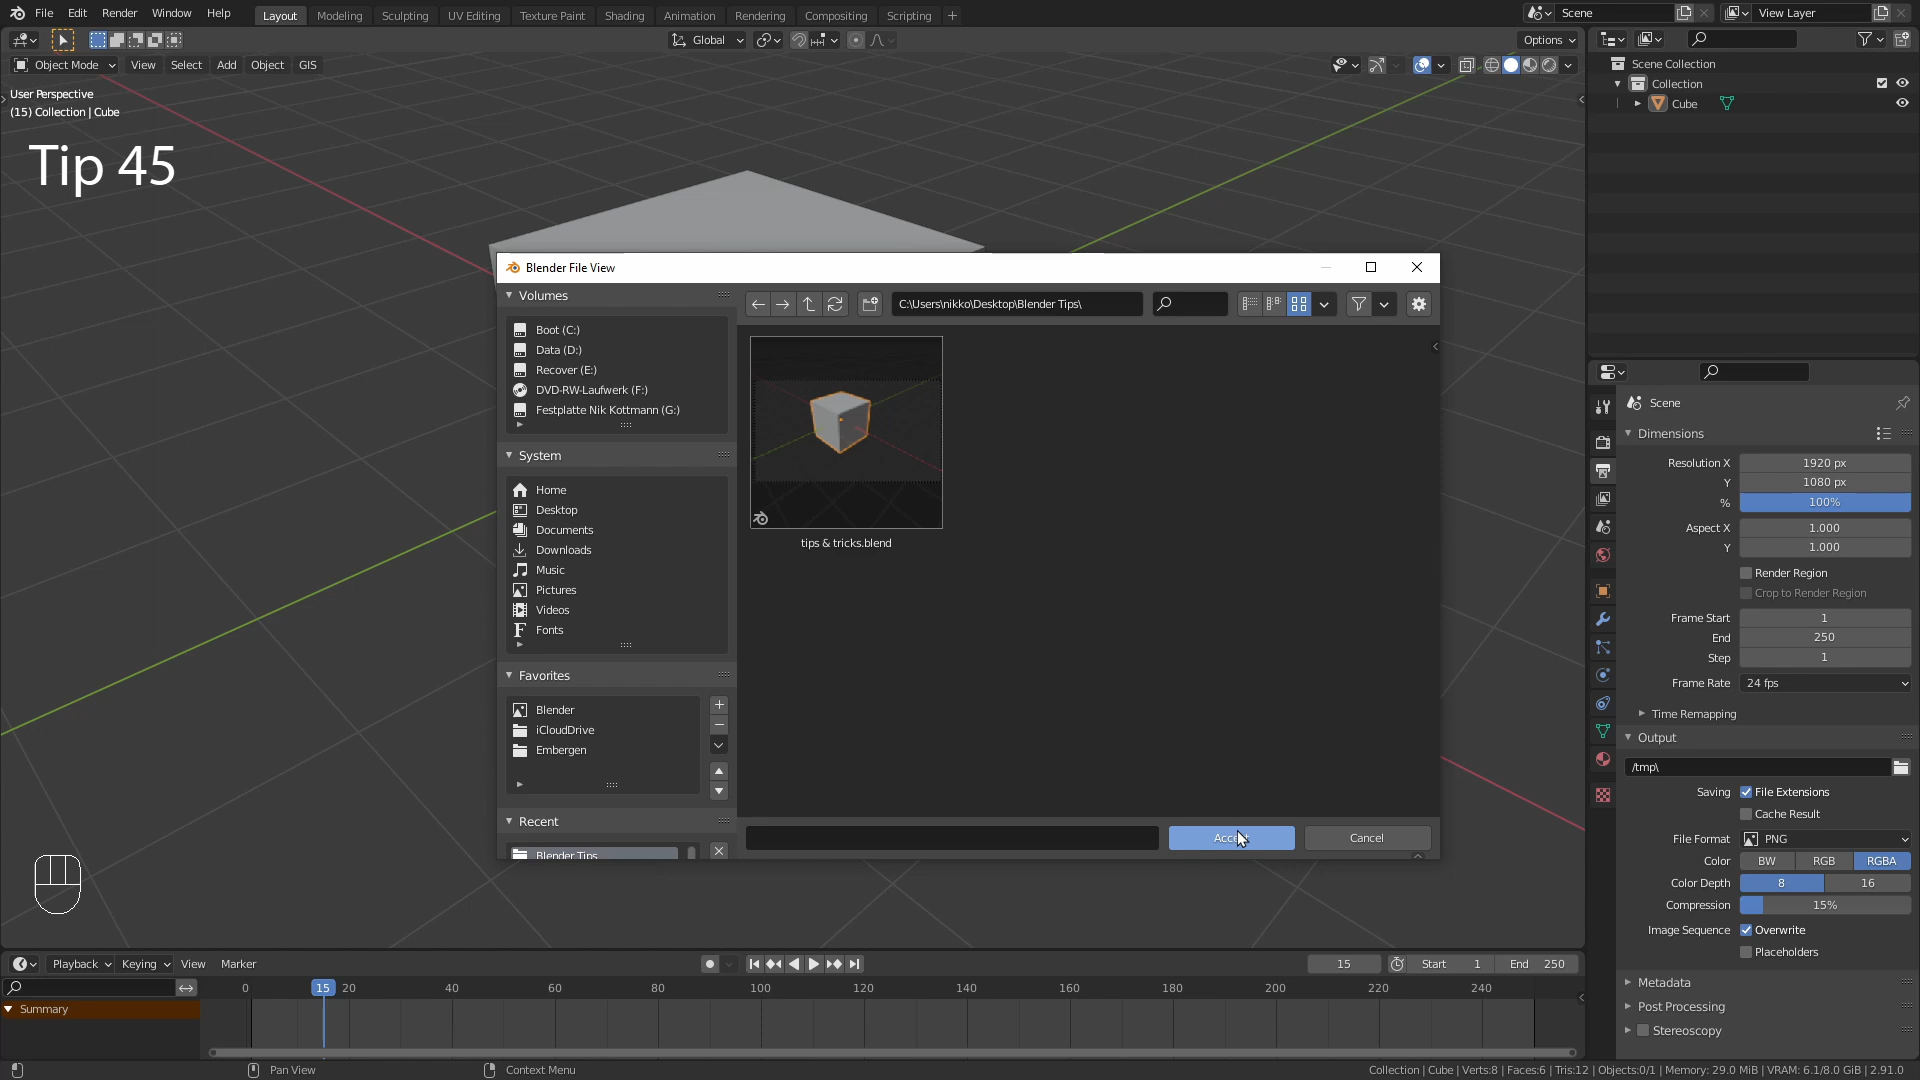 File Edit Render Window Help
Layout Modeling Sculpting UV Editing Texture Paint Shading Animation Rendering Compositing Scripting +
Scene
View Layer
Global
Options
Object Mode View Select Add Object GIS
User Perspective
(15) Collection | Cube
Tip 45
Scene Collection
Collection
Cube
Blender File View
Volumes
Boot (C:)
Data (D:)
Recover (E:)
DVD-RW-Laufwerk (F:)
Festplatte Nik Kottmann (G:)
System
Home
Desktop
Documents
Downloads
Music
Pictures
Videos
Fonts
Favorites
Blender
iCloudDrive
Embergen
Recent
Blender Tips
C:\Users\nikko\Desktop\Blender Tips\
tips & tricks.blend
Accept
Cancel
Scene
Dimensions
Resolution X 1920 px
Y 1080 px
% 100%
Aspect X 1.000
Y 1.000
Render Region
Crop to Render Region
Frame Start 1
End 250
Step 1
Frame Rate 24 fps
Time Remapping
Output
/tmp\
Saving File Extensions
Cache Result
File Format PNG
Color BW RGB RGBA
Color Depth 8 16
Compression 15%
Image Sequence Overwrite
Placeholders
Metadata
Post Processing
Stereoscopy
Playback Keying View Marker
15 Start 1 End 250
0 15 20 40 60 80 100 120 140 160 180 200 220 240
Summary
Pan View
Context Menu
Collection | Cube | Verts:8 | Faces:6 | Tris:12 | Objects:0/1 | Memory: 29.0 MiB | VRAM: 6.1/8.0 GiB | 2.91.0